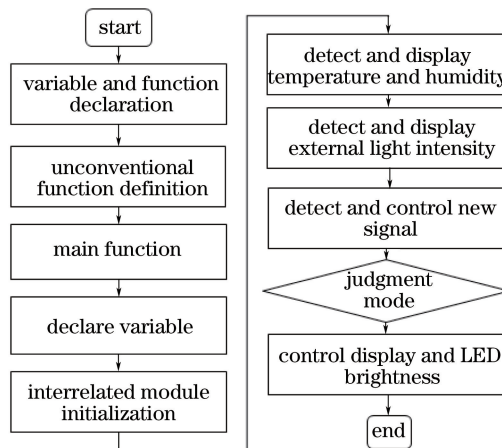 start
variable and function
declaration
unconventional
function definition
main function
declare variable
interrelated module
initialization
detect and display
temperature and humidity
detect and display
external light intensity
detect and control new
signal
judgment
mode
control display and LED
brightness
end